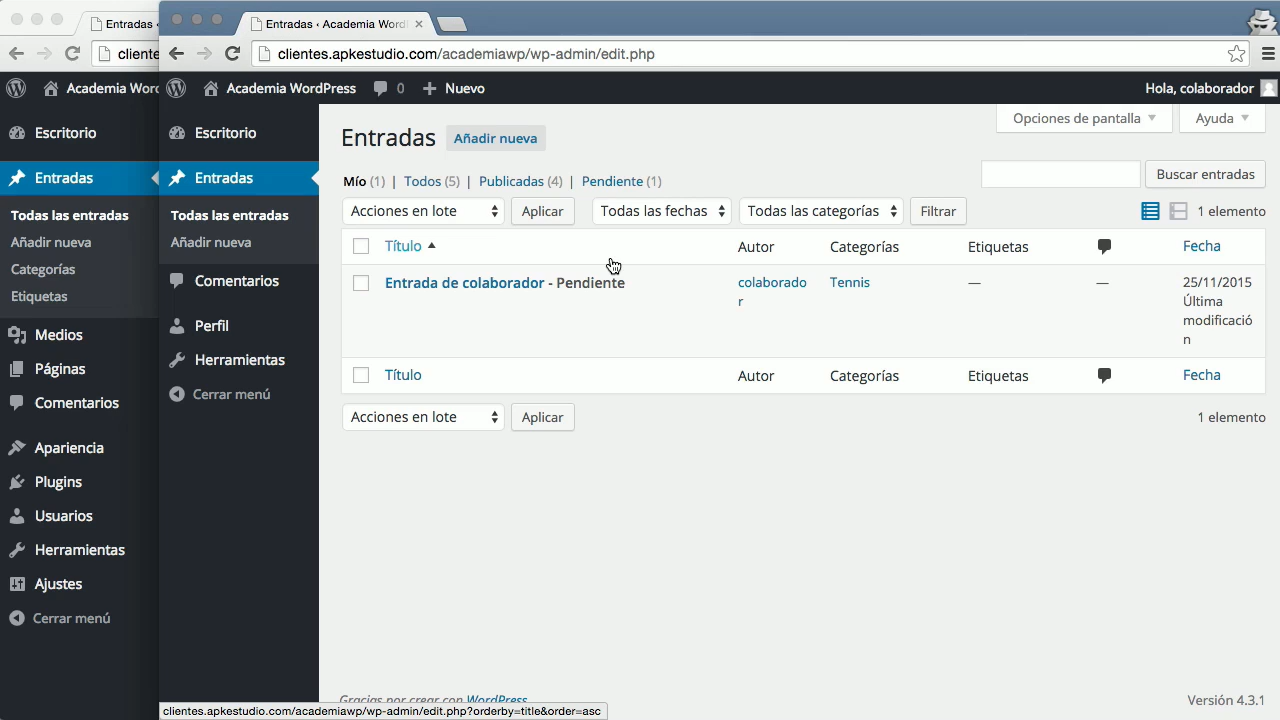 Entradas ‹
Entradas ‹ Academia Word
cliente
clientes.apkestudio.com/academiawp/wp-admin/edit.php
Academia Word
Academia WordPress 0 Nuevo
Hola, colaborador
Escritorio
Entradas
Todas las entradas
Añadir nueva
Categorías
Etiquetas
Medios
Páginas
Comentarios
Apariencia
Plugins
Usuarios
Herramientas
Ajustes
Cerrar menú
Escritorio
Entradas
Todas las entradas
Añadir nueva
Comentarios
Perfil
Herramientas
Cerrar menú
Opciones de pantalla Ayuda
Entradas Añadir nueva
Mío (1) | Todos (5) | Publicadas (4) | Pendiente (1)
Buscar entradas
Acciones en lote Aplicar Todas las fechas Todas las categorías Filtrar 1 elemento
Título Autor Categorías Etiquetas Fecha
Entrada de colaborador - Pendiente colaborado Tennis — — 25/11/2015
r Última
modificació
n
Título Autor Categorías Etiquetas Fecha
Acciones en lote Aplicar 1 elemento
Gracias por crear con WordPress
Versión 4.3.1
clientes.apkestudio.com/academiawp/wp-admin/edit.php?orderby=title&order=asc